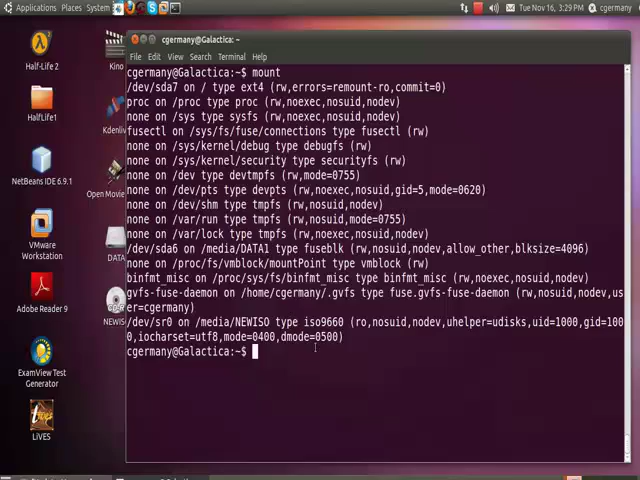 Applications Places System
Tue Nov 16, 3:29 PM cgermany
cgermany@Galactica: ~
File Edit View Search Terminal Help
cgermany@Galactica:~$ mount
/dev/sda7 on / type ext4 (rw,errors=remount-ro,commit=0)
proc on /proc type proc (rw,noexec,nosuid,nodev)
none on /sys type sysfs (rw,noexec,nosuid,nodev)
fusectl on /sys/fs/fuse/connections type fusectl (rw)
none on /sys/kernel/debug type debugfs (rw)
none on /sys/kernel/security type securityfs (rw)
none on /dev type devtmpfs (rw,mode=0755)
none on /dev/pts type devpts (rw,noexec,nosuid,gid=5,mode=0620)
none on /dev/shm type tmpfs (rw,nosuid,nodev)
none on /var/run type tmpfs (rw,nosuid,mode=0755)
none on /var/lock type tmpfs (rw,noexec,nosuid,nodev)
/dev/sda6 on /media/DATA1 type fuseblk (rw,nosuid,nodev,allow_other,blksize=4096)
none on /proc/fs/vmblock/mountPoint type vmblock (rw)
binfmt_misc on /proc/sys/fs/binfmt_misc type binfmt_misc (rw,noexec,nosuid,nodev)
gvfs-fuse-daemon on /home/cgermany/.gvfs type fuse.gvfs-fuse-daemon (rw,nosuid,nodev,us
er=cgermany)
/dev/sr0 on /media/NEWISO type iso9660 (ro,nosuid,nodev,uhelper=udisks,uid=1000,gid=100
0,iocharset=utf8,mode=0400,dmode=0500)
cgermany@Galactica:~$
Half-Life 2
HalfLife1
NetBeans IDE 6.9.1
VMware
Workstation
Adobe Reader 9
ExamView Test
Generator
LiVES
Kino
Kdenliv
Open Movie
DATA
NEWIS